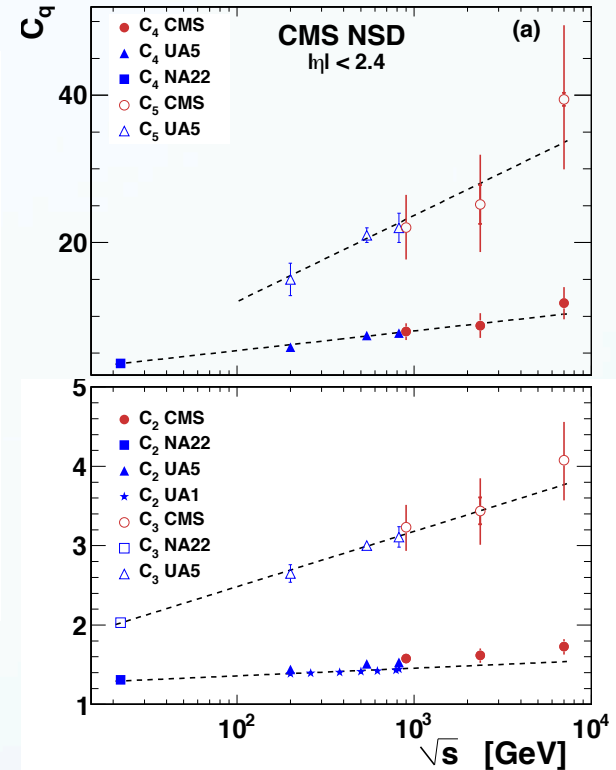 C_q
CMS NSD
|η| < 2.4
(a)
C_4 CMS
C_4 UA5
C_4 NA22
C_5 CMS
C_5 UA5
40
20
5
4
3
2
1
C_2 CMS
C_2 NA22
C_2 UA5
C_2 UA1
C_3 CMS
C_3 NA22
C_3 UA5
10^2
10^3
10^4
√s [GeV]